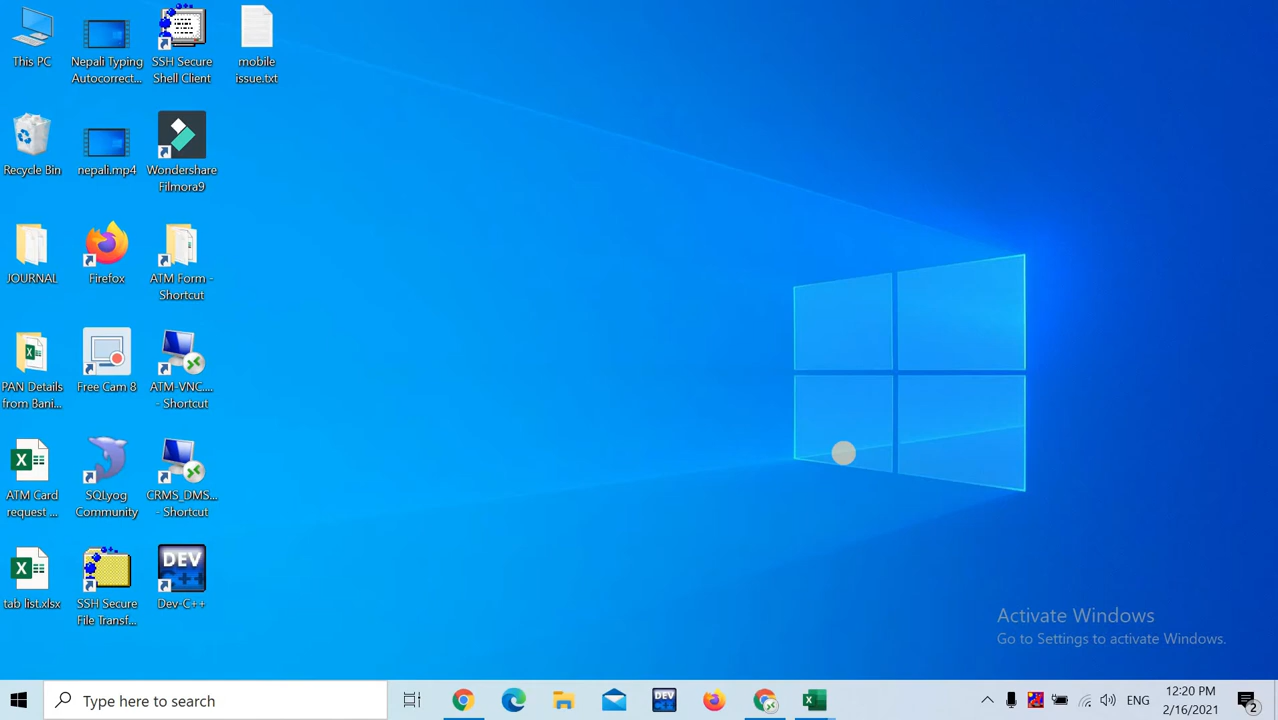 This PC
Nepali Typing
Autocorrect...
SSH Secure
Shell Client
mobile
issue.txt
Recycle Bin
nepali.mp4
Wondershare
Filmora9
JOURNAL
Firefox
ATM Form -
Shortcut
PAN Details
from Bani...
Free Cam 8
ATM-VNC....
- Shortcut
ATM Card
request ...
SQLyog
Community
CRMS_DMS...
- Shortcut
tab list.xlsx
SSH Secure
File Transf...
DEV
C++
Dev-C++
Activate Windows
Go to Settings to activate Windows.
Type here to search
DEV
ENG
12:20 PM
2/16/2021
2